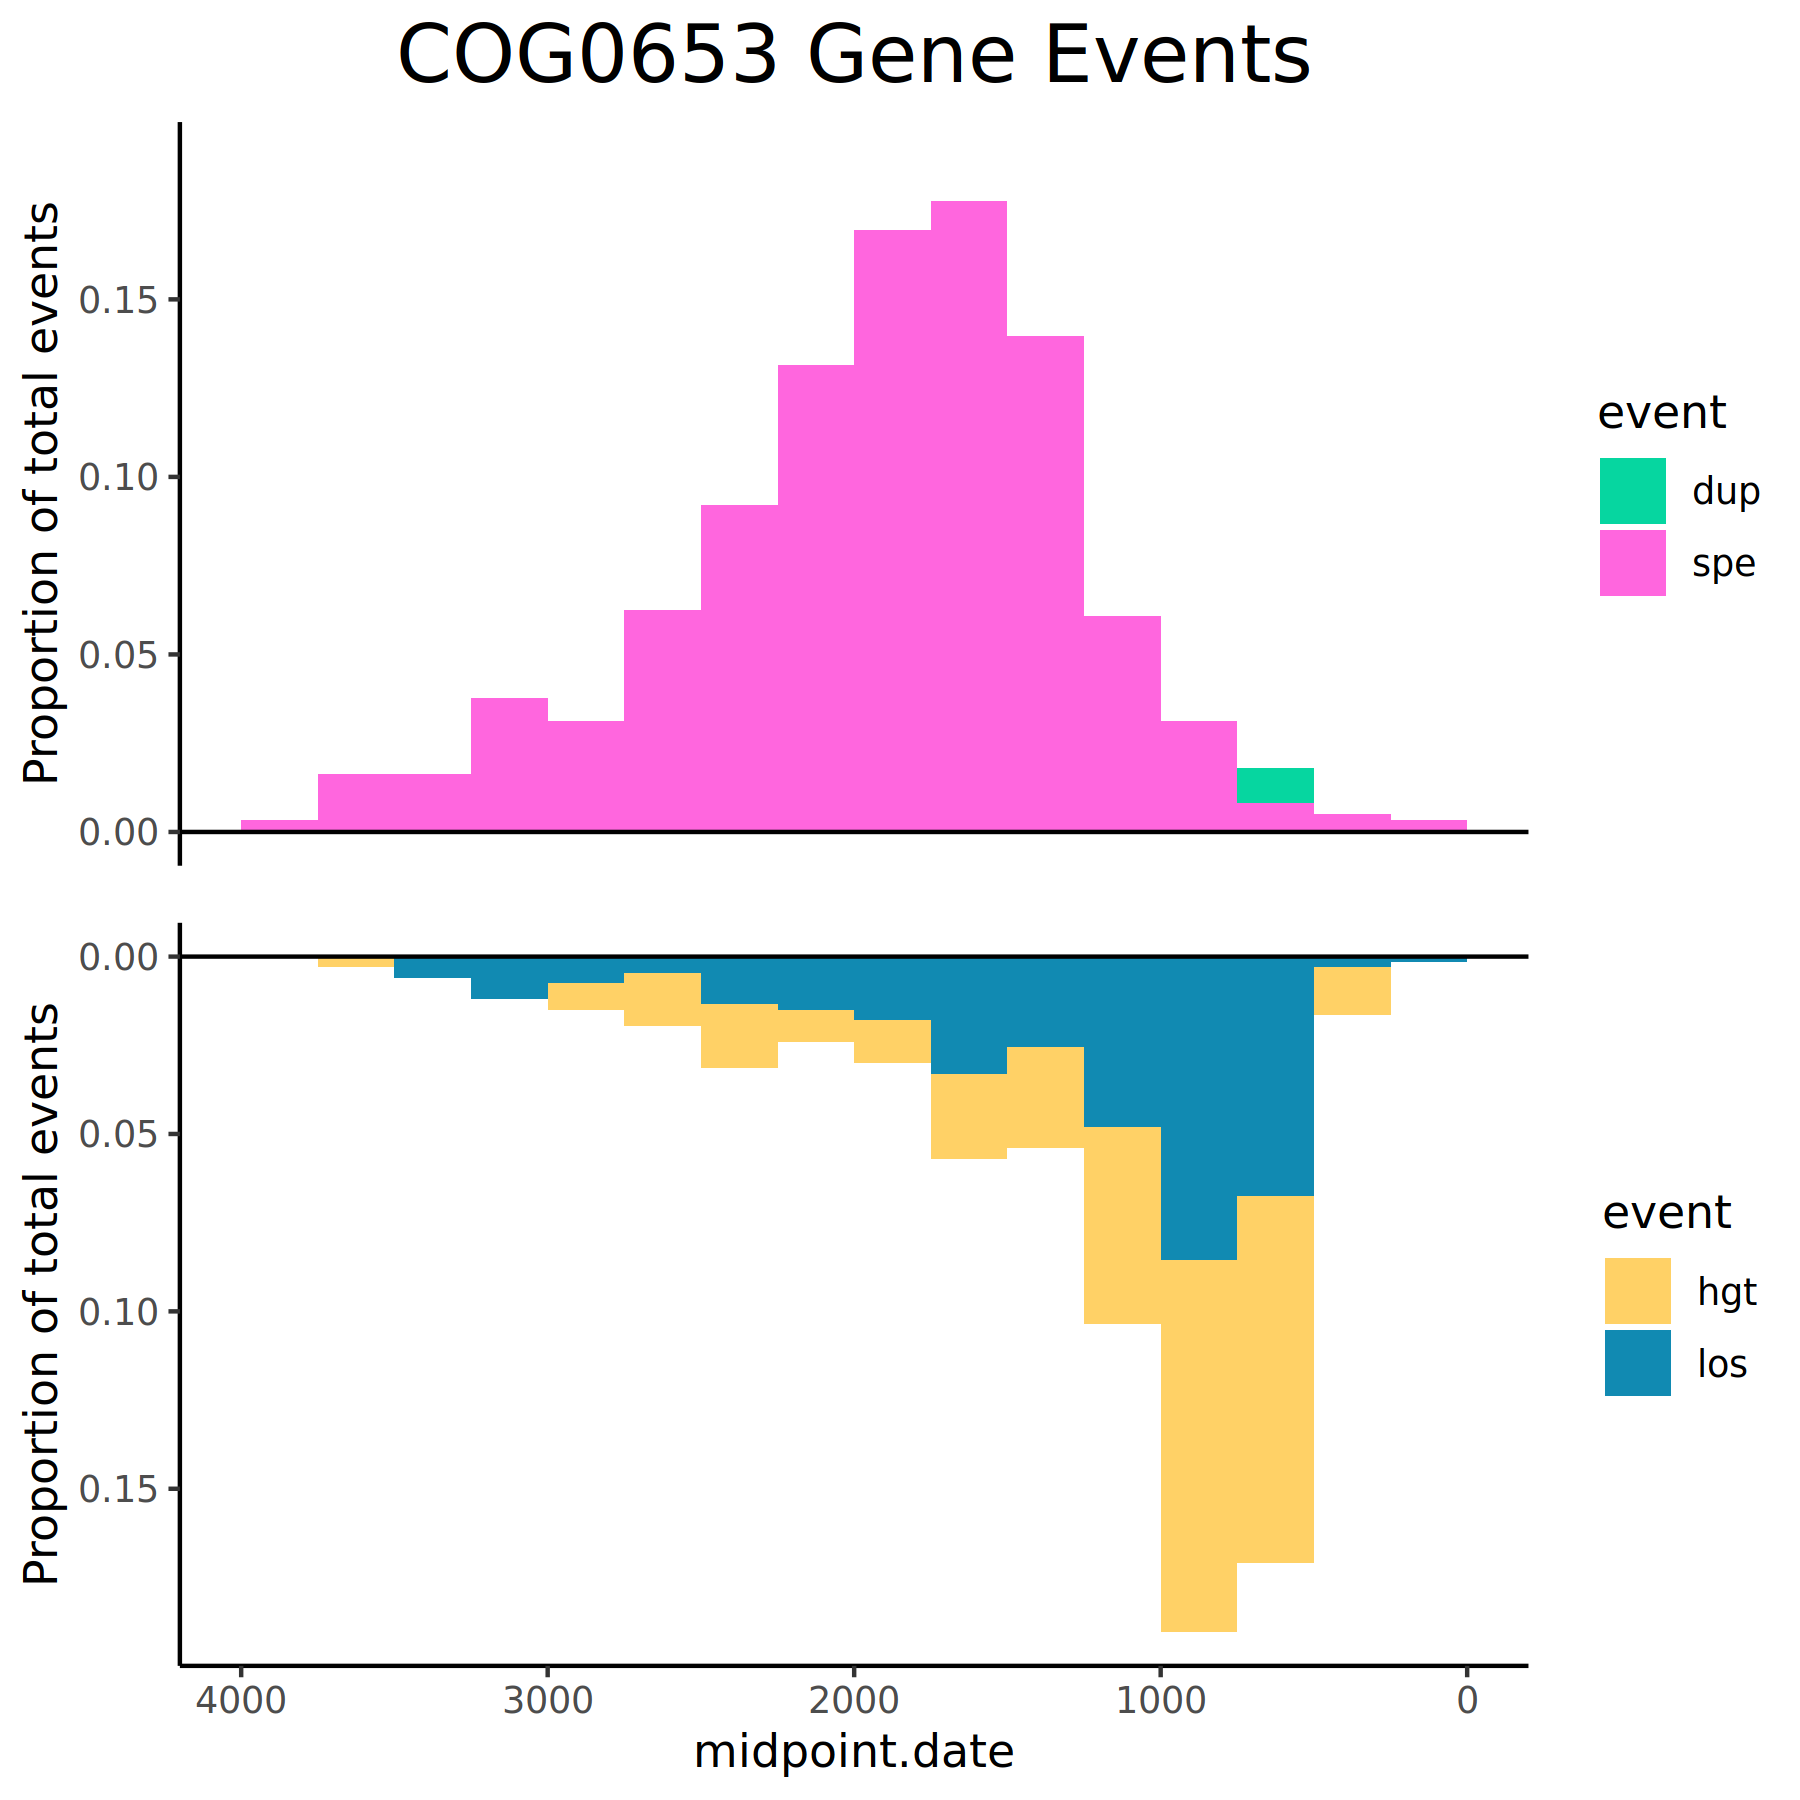 COG0653 Gene Events
Proportion of total events
0.15
0.10
0.05
0.00
event
dup
spe
Proportion of total events
0.00
0.05
0.10
0.15
event
hgt
los
4000 3000 2000 1000 0
midpoint.date